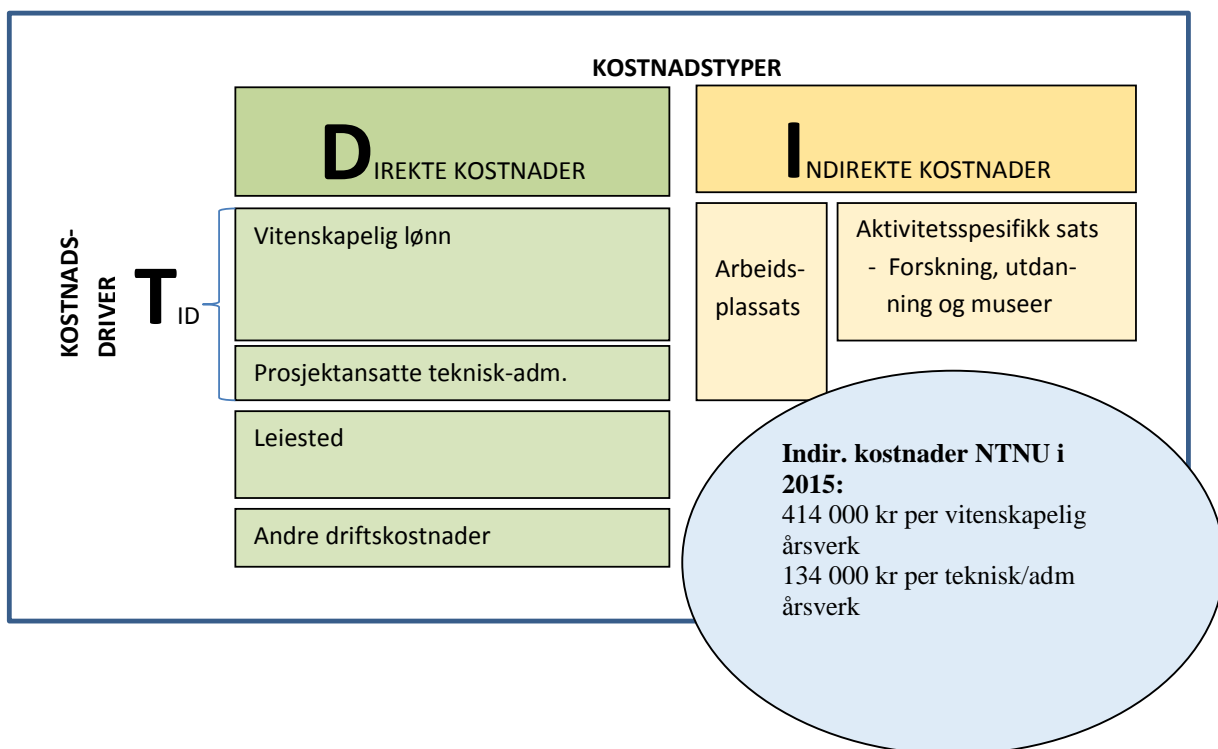 KOSTNADSTYPER
DIREKTE KOSTNADER
INDIREKTE KOSTNADER
KOSTNADS-
DRIVER
TID
Vitenskapelig lønn
Prosjektansatte teknisk-adm.
Leiested
Andre driftskostnader
Arbeids-
plassats
Aktivitetsspesifikk sats
- Forskning, utdan-
ning og museer
Indir. kostnader NTNU i
2015:
414 000 kr per vitenskapelig
årsverk
134 000 kr per teknisk/adm
årsverk